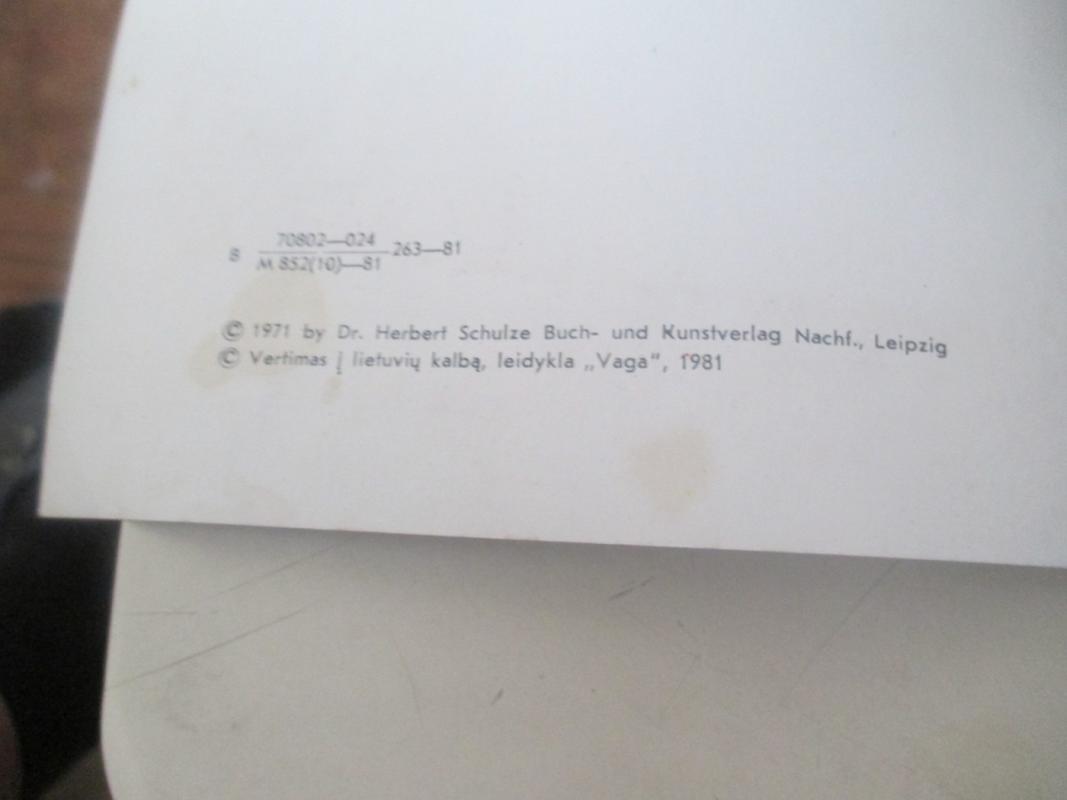 8 70802—024 263—81
M 852(10)—81
© 1971 by Dr. Herbert Schulze Buch- und Kunstverlag Nachf., Leipzig
© Vertimas į lietuvių kalbą, leidykla „Vaga“, 1981